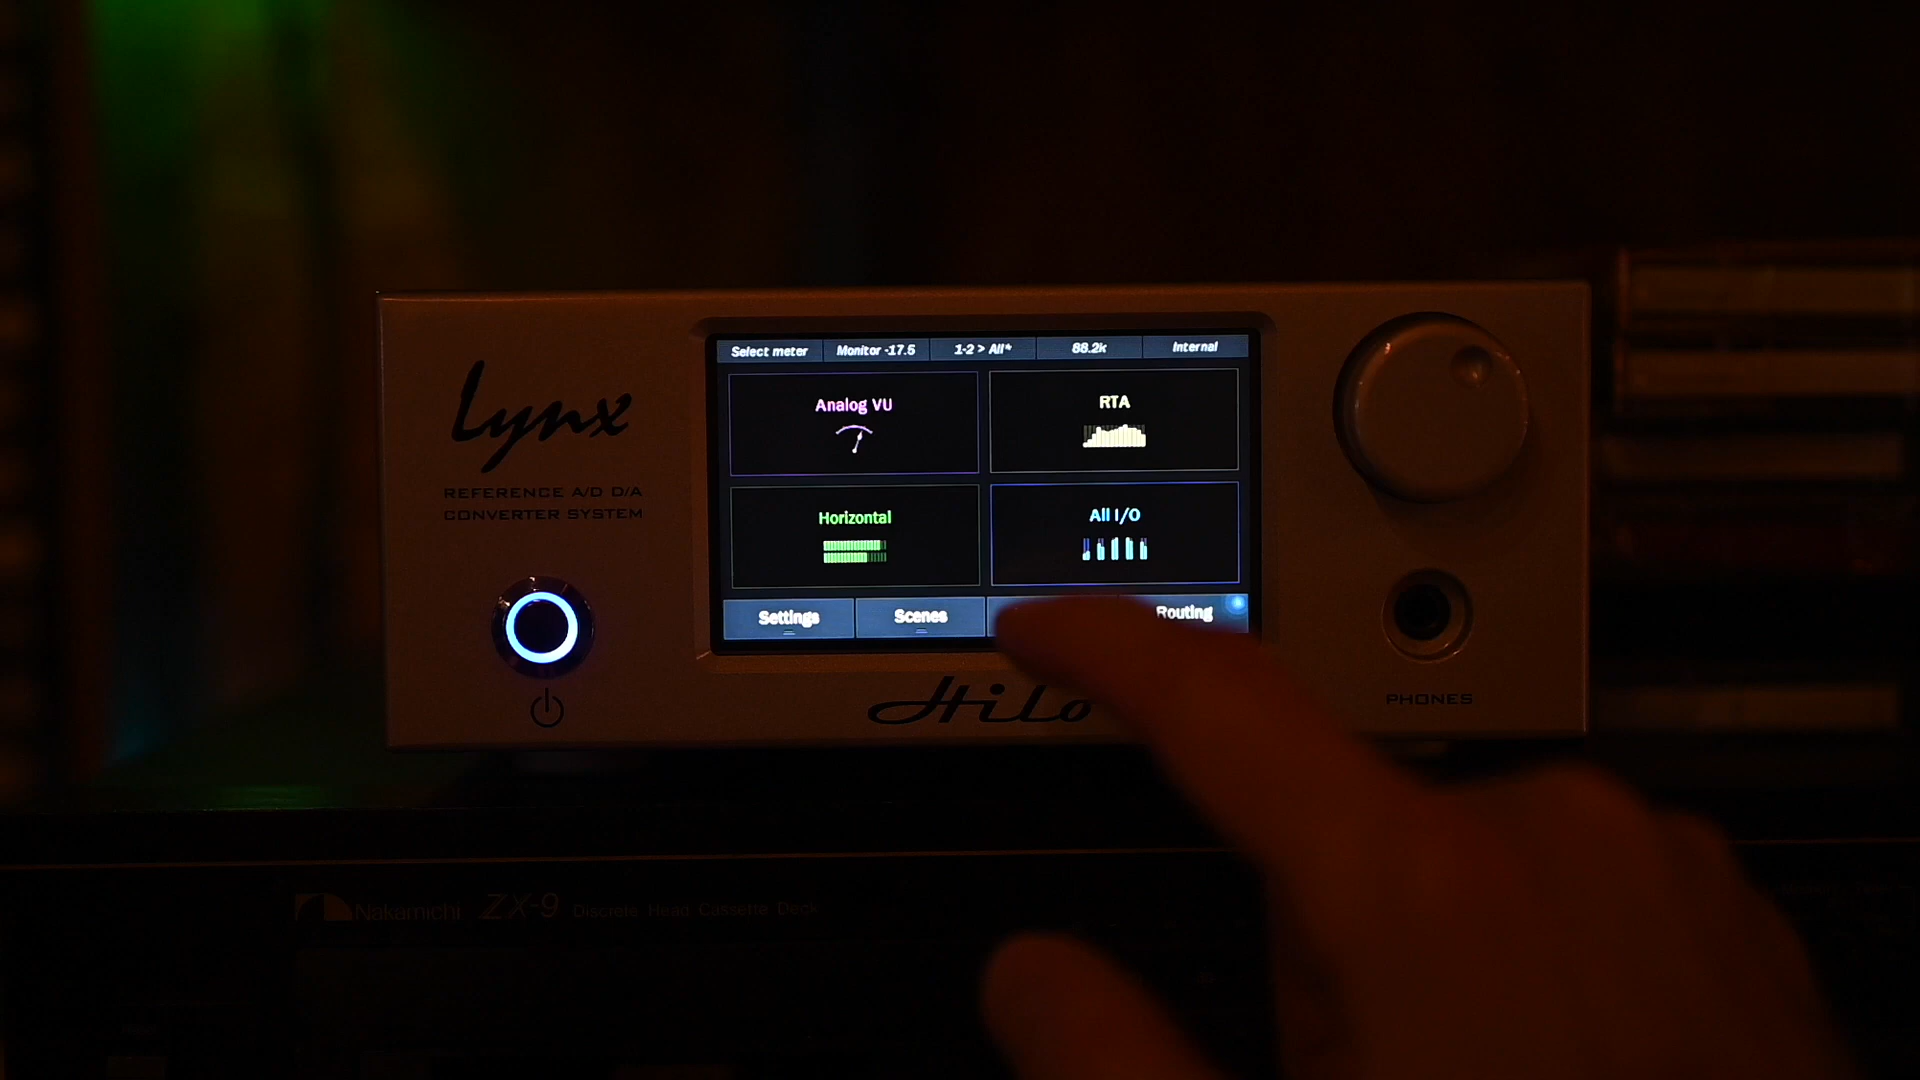 Select meter Monitor -17.5 1-2 > All* 88.2k Internal
Lynx
REFERENCE A/D D/A
CONVERTER SYSTEM
Analog VU RTA
Horizontal All I/O
Settings Scenes Routing
HiLo
PHONES
Nakamichi ZX-9 Discrete Head Cassette Deck